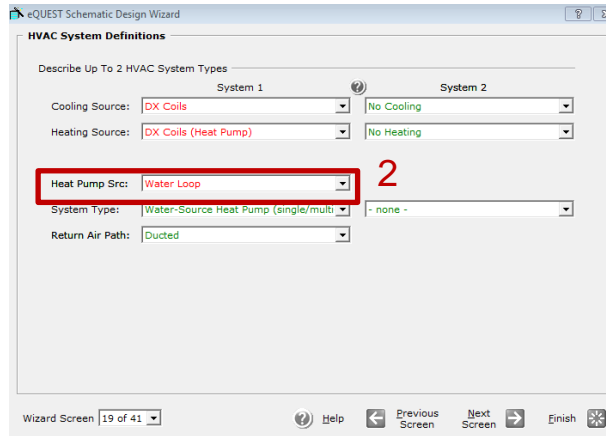 eQUEST Schematic Design Wizard
HVAC System Definitions
Describe Up To 2 HVAC System Types
System 1 System 2
Cooling Source: DX Coils No Cooling
Heating Source: DX Coils (Heat Pump) No Heating
Heat Pump Src: Water Loop 2
System Type: Water-Source Heat Pump (single/multi - none -
Return Air Path: Ducted
Wizard Screen 19 of 41 Help Previous Screen Next Screen Finish